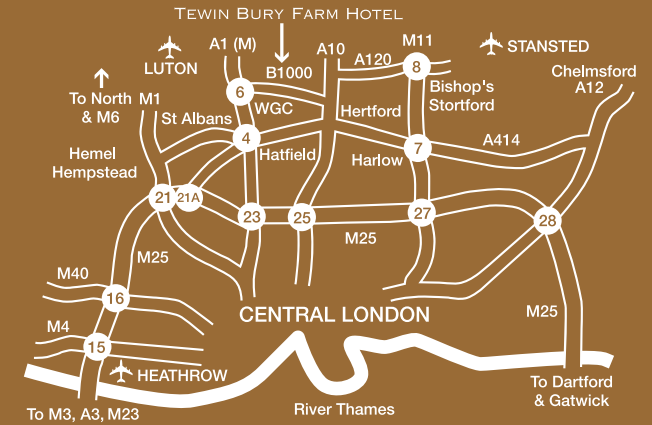 TEWIN BURY FARM HOTEL
A1 (M)
A10
M11
STANSTED
LUTON
B1000
A120
8
Chelmsford
A12
To North
& M6
M1
6
WGC
Bishop's
Stortford
St Albans
Hertford
4
Hatfield
Harlow
7
A414
Hemel
Hempstead
21
21A
23
25
27
28
M25
M25
M40
16
CENTRAL LONDON
M25
M4
15
HEATHROW
To Dartford
& Gatwick
River Thames
To M3, A3, M23